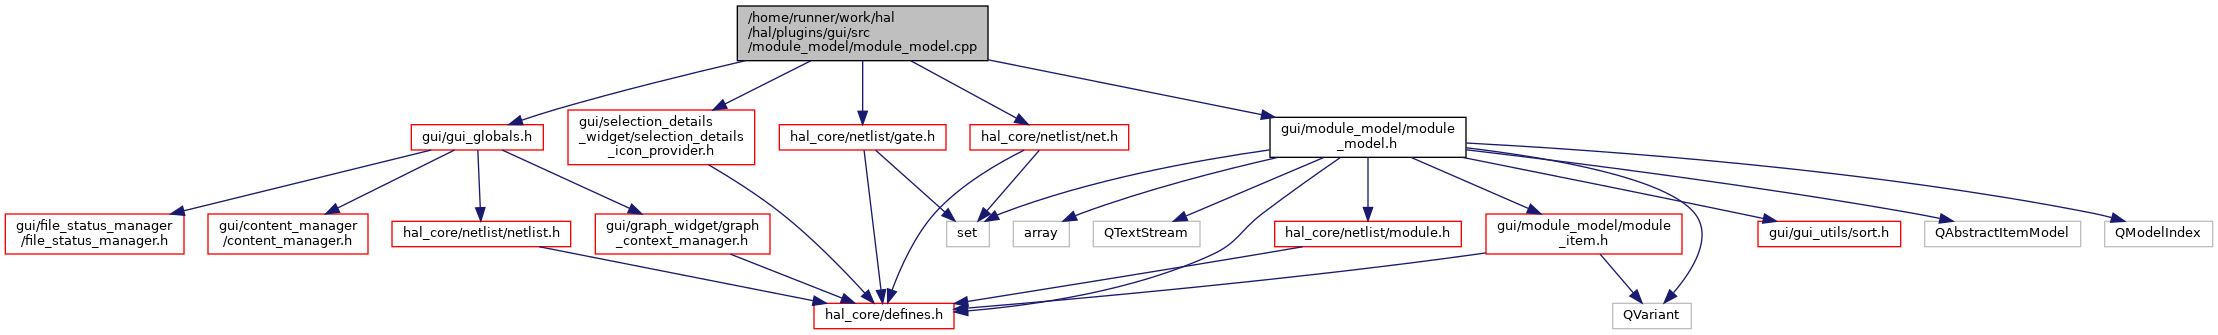 /home/runner/work/hal
/hal/plugins/gui/src
/module_model/module_model.cpp
gui/gui_globals.h
gui/selection_details
_widget/selection_details
_icon_provider.h
hal_core/netlist/gate.h
hal_core/netlist/net.h
gui/module_model/module
_model.h
gui/file_status_manager
/file_status_manager.h
gui/content_manager
/content_manager.h
hal_core/netlist/netlist.h
gui/graph_widget/graph
_context_manager.h
set
array
QTextStream
hal_core/netlist/module.h
gui/module_model/module
_item.h
gui/gui_utils/sort.h
QAbstractItemModel
QModelIndex
hal_core/defines.h
QVariant